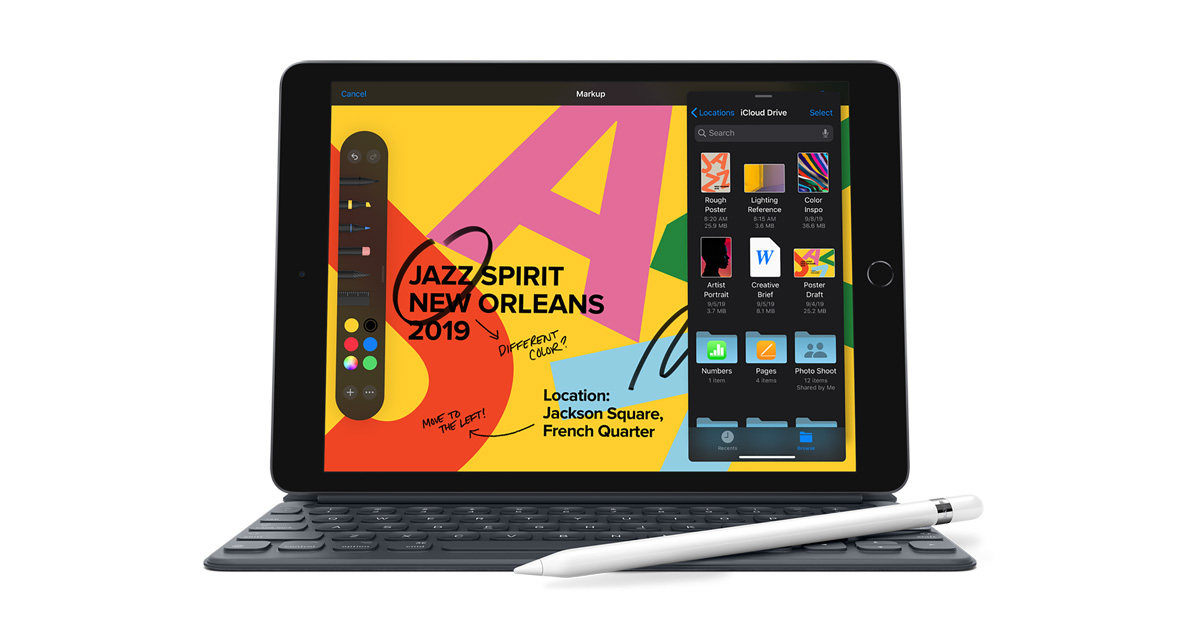 Cancel
Markup
JAZZ SPIRIT
NEW ORLEANS
2019
DIFFERENT
COLOR?
MOVE TO
THE LEFT!
Location:
Jackson Square,
French Quarter
Locations
iCloud Drive
Select
Search
Rough
Poster
8:20 AM
25.9 MB
Lighting
Reference
8:15 AM
3.6 MB
Color
Inspo
9/8/19
36.6 MB
Artist
Portrait
9/5/19
3.7 MB
W
Creative
Brief
9/5/19
8.1 MB
Poster
Draft
9/4/19
25.2 MB
Numbers
1 item
Pages
4 items
Photo Shoot
12 items
Shared by Me
Recents
Browse